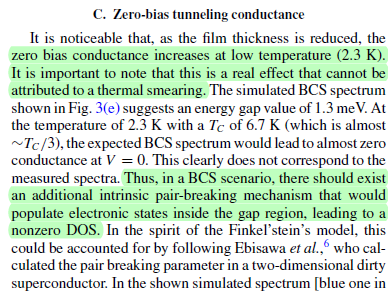 C. Zero-bias tunneling conductance
It is noticeable that, as the film thickness is reduced, the
zero bias conductance increases at low temperature (2.3 K).
It is important to note that this is a real effect that cannot be
attributed to a thermal smearing. The simulated BCS spectrum
shown in Fig. 3(e) suggests an energy gap value of 1.3 meV. At
the temperature of 2.3 K with a TC of 6.7 K (which is almost
∼TC/3), the expected BCS spectrum would lead to almost zero
conductance at V = 0. This clearly does not correspond to the
measured spectra. Thus, in a BCS scenario, there should exist
an additional intrinsic pair-breaking mechanism that would
populate electronic states inside the gap region, leading to a
nonzero DOS. In the spirit of the Finkel'stein's model, this
could be accounted for by following Ebisawa et al.,6 who cal-
culated the pair breaking parameter in a two-dimensional dirty
superconductor. In the shown simulated spectrum [blue one in